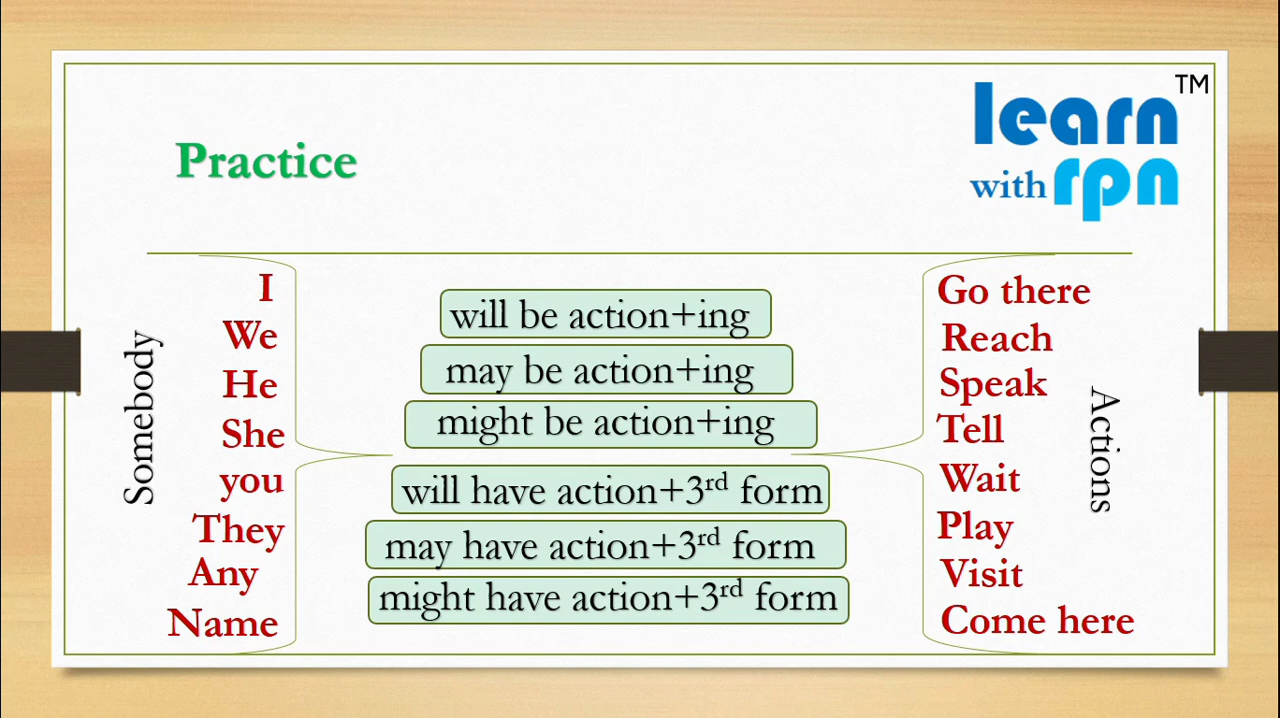 Practice
learn™
with rpn
Somebody
I
We
He
She
you
They
Any
Name
will be action+ing
may be action+ing
might be action+ing
will have action+3rd form
may have action+3rd form
might have action+3rd form
Go there
Reach
Speak
Tell
Wait
Play
Visit
Come here
Actions